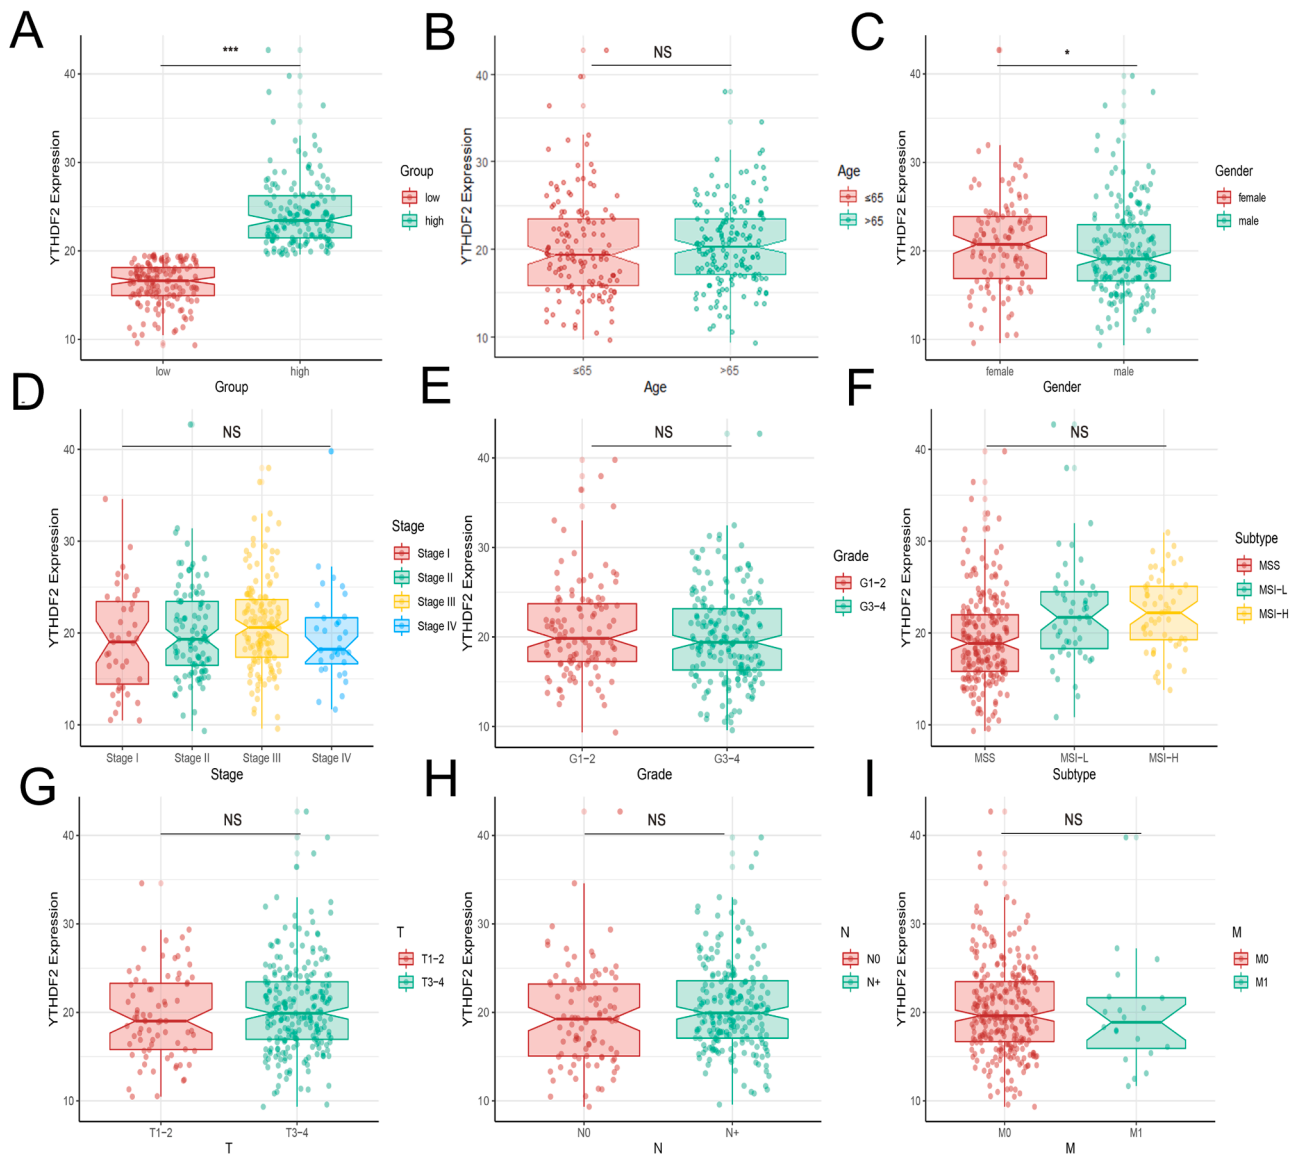 A
***
YTHDF2 Expression
40
30
20
10
low
high
Group
Group
low
high
B
NS
YTHDF2 Expression
40
30
20
10
≤65
>65
Age
Age
≤65
>65
C
*
YTHDF2 Expression
40
30
20
10
female
male
Gender
Gender
female
male
D
NS
YTHDF2 Expression
40
30
20
10
Stage I
Stage II
Stage III
Stage IV
Stage
Stage
Stage I
Stage II
Stage III
Stage IV
E
NS
YTHDF2 Expression
40
30
20
10
G1−2
G3−4
Grade
Grade
G1−2
G3−4
F
NS
YTHDF2 Expression
40
30
20
10
MSS
MSI−L
MSI−H
Subtype
Subtype
MSS
MSI−L
MSI−H
G
NS
YTHDF2 Expression
40
30
20
10
T1−2
T3−4
T
T
T1−2
T3−4
H
NS
YTHDF2 Expression
40
30
20
10
N0
N+
N
N
N0
N+
I
NS
YTHDF2 Expression
40
30
20
10
M0
M1
M
M
M0
M1